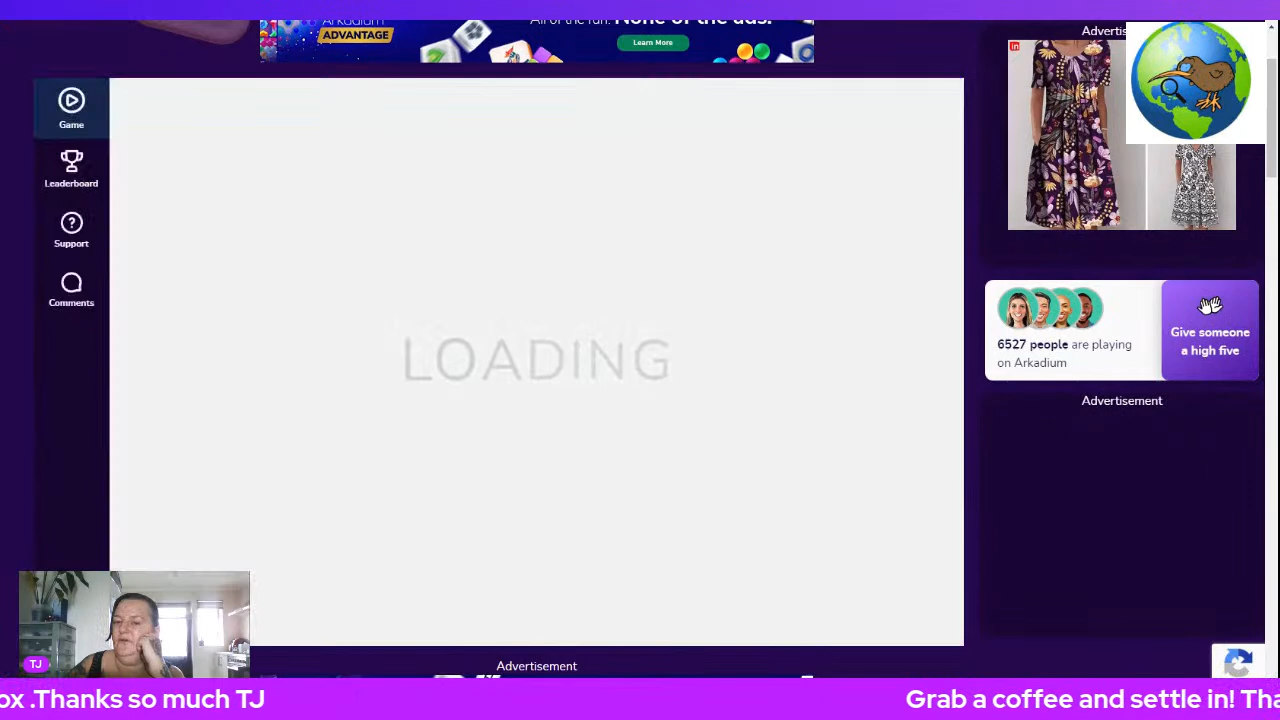 Arkadium
ADVANTAGE
All of the fun. None of the ads.
Learn More
Game
Leaderboard
Support
Comments
LOADING
in
6527 people are playing
on Arkadium
Give someone
a high five
Advertisement
Advertisement
TJ
ox .Thanks so much TJ
Grab a coffee and settle in! Tha